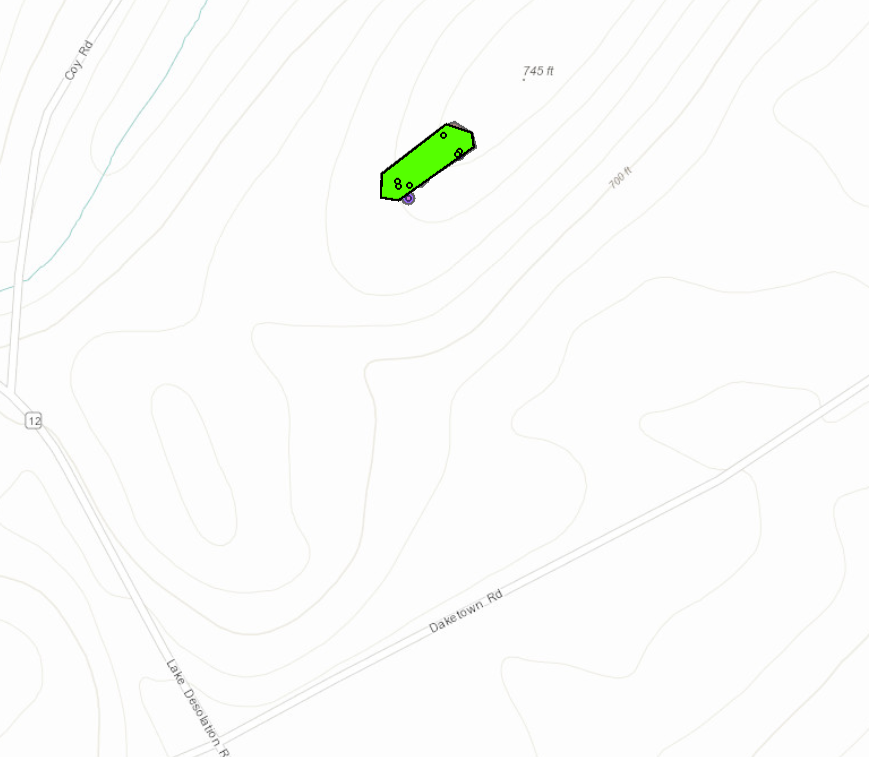 Coy Rd
745 ft
700 ft
12
Daketown Rd
Lake Desolation R